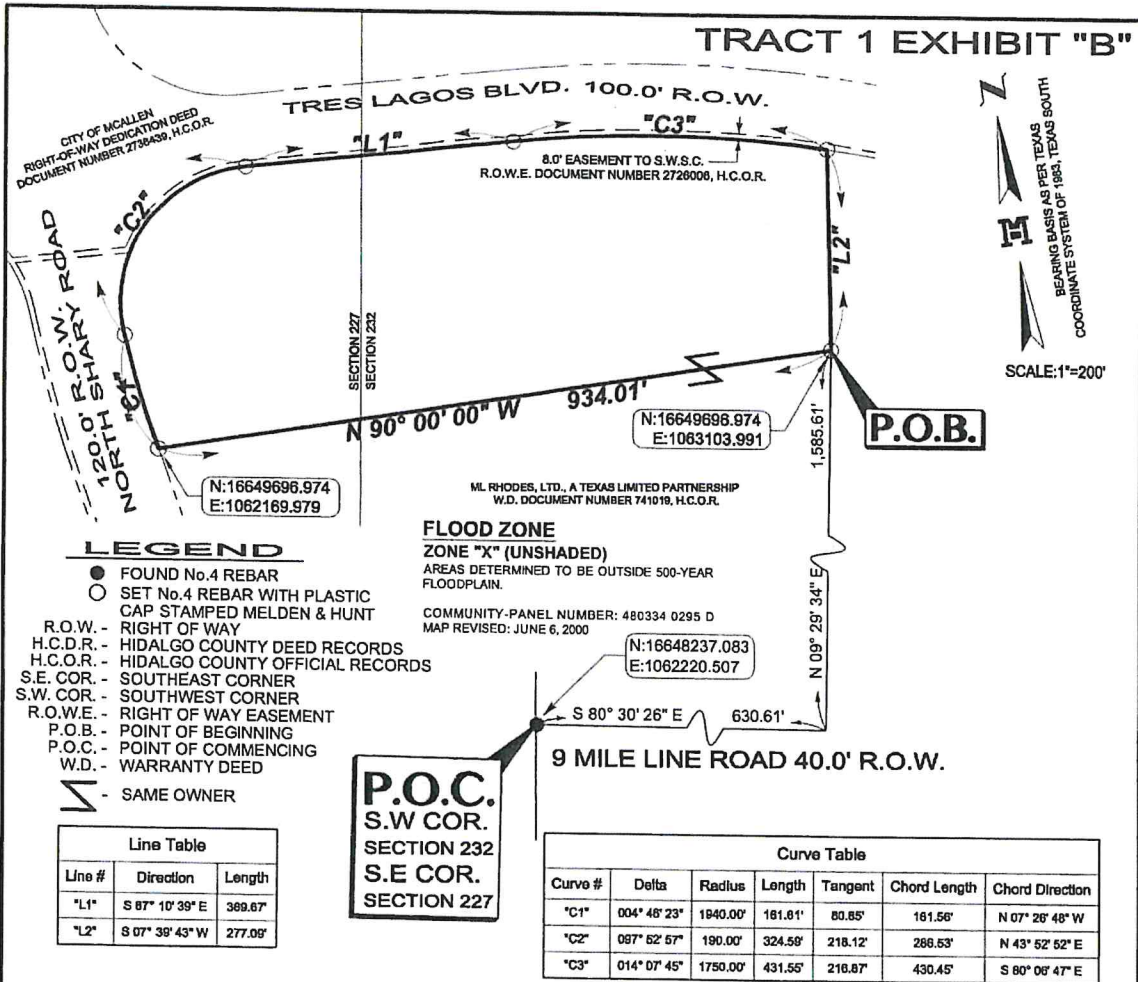 TRACT 1 EXHIBIT "B"
TRES LAGOS BLVD. 100.0' R.O.W.
CITY OF MCALLEN
RIGHT-OF-WAY DEDICATION DEED
DOCUMENT NUMBER 2736439, H.C.O.R.
"L1"
"C3"
8.0' EASEMENT TO S.W.S.C.
R.O.W.E. DOCUMENT NUMBER 2726006, H.C.O.R.
"C2"
"L2"
BEARING BASIS AS PER TEXAS
COORDINATE SYSTEM OF 1983, TEXAS SOUTH
SCALE:1"=200'
120.0' R.O.W.
NORTH SHARY ROAD
"C1"
SECTION 227
SECTION 232
N 90° 00' 00" W 934.01'
N:16649696.974
E:1063103.991
P.O.B.
N:16649696.974
E:1062169.979
1,585.61'
N 09° 29' 34" E
ML RHODES, LTD., A TEXAS LIMITED PARTNERSHIP
W.D. DOCUMENT NUMBER 741019, H.C.O.R.
FLOOD ZONE
ZONE "X" (UNSHADED)
AREAS DETERMINED TO BE OUTSIDE 500-YEAR
FLOODPLAIN.
COMMUNITY-PANEL NUMBER: 480334 0295 D
MAP REVISED: JUNE 6, 2000
LEGEND
FOUND No.4 REBAR
SET No.4 REBAR WITH PLASTIC
CAP STAMPED MELDEN & HUNT
R.O.W. - RIGHT OF WAY
H.C.D.R. - HIDALGO COUNTY DEED RECORDS
H.C.O.R. - HIDALGO COUNTY OFFICIAL RECORDS
S.E. COR. - SOUTHEAST CORNER
S.W. COR. - SOUTHWEST CORNER
R.O.W.E. - RIGHT OF WAY EASEMENT
P.O.B. - POINT OF BEGINNING
P.O.C. - POINT OF COMMENCING
W.D. - WARRANTY DEED
- SAME OWNER
N:16648237.083
E:1062220.507
S 80° 30' 26" E 630.61'
9 MILE LINE ROAD 40.0' R.O.W.
P.O.C.
S.W COR.
SECTION 232
S.E COR.
SECTION 227
Line Table
Line # Direction Length
"L1" S 87° 10' 39" E 369.67'
"L2" S 07° 39' 43" W 277.09'
Curve Table
Curve # Delta Radius Length Tangent Chord Length Chord Direction
"C1" 004° 46' 23" 1940.00' 161.61' 80.85' 161.56' N 07° 26' 48" W
"C2" 097° 52' 57" 190.00' 324.59' 218.12' 286.53' N 43° 52' 52" E
"C3" 014° 07' 45" 1750.00' 431.55' 216.87' 430.45' S 80° 06' 47" E